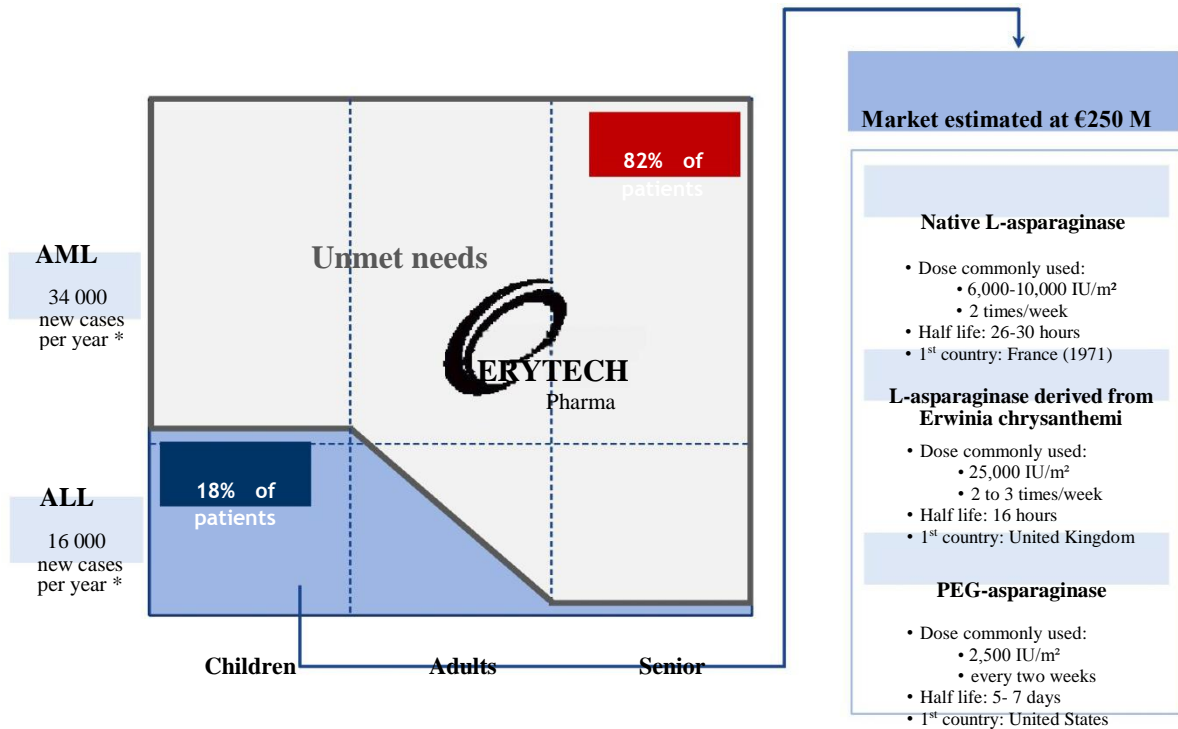 Market estimated at €250 M
82% of
patients
Native L-asparaginase
AML
Unmet needs
34 000
new cases
per year *
• Dose commonly used:
• 6,000-10,000 IU/m²
• 2 times/week
• Half life: 26-30 hours
• 1st country: France (1971)
ERYTECH
Pharma
L-asparaginase derived from
Erwinia chrysanthemi
• Dose commonly used:
• 25,000 IU/m²
• 2 to 3 times/week
• Half life: 16 hours
• 1st country: United Kingdom
18% of
patients
ALL
16 000
new cases
per year *
PEG-asparaginase
• Dose commonly used:
• 2,500 IU/m²
• every two weeks
• Half life: 5- 7 days
• 1st country: United States
Children
Adults
Senior